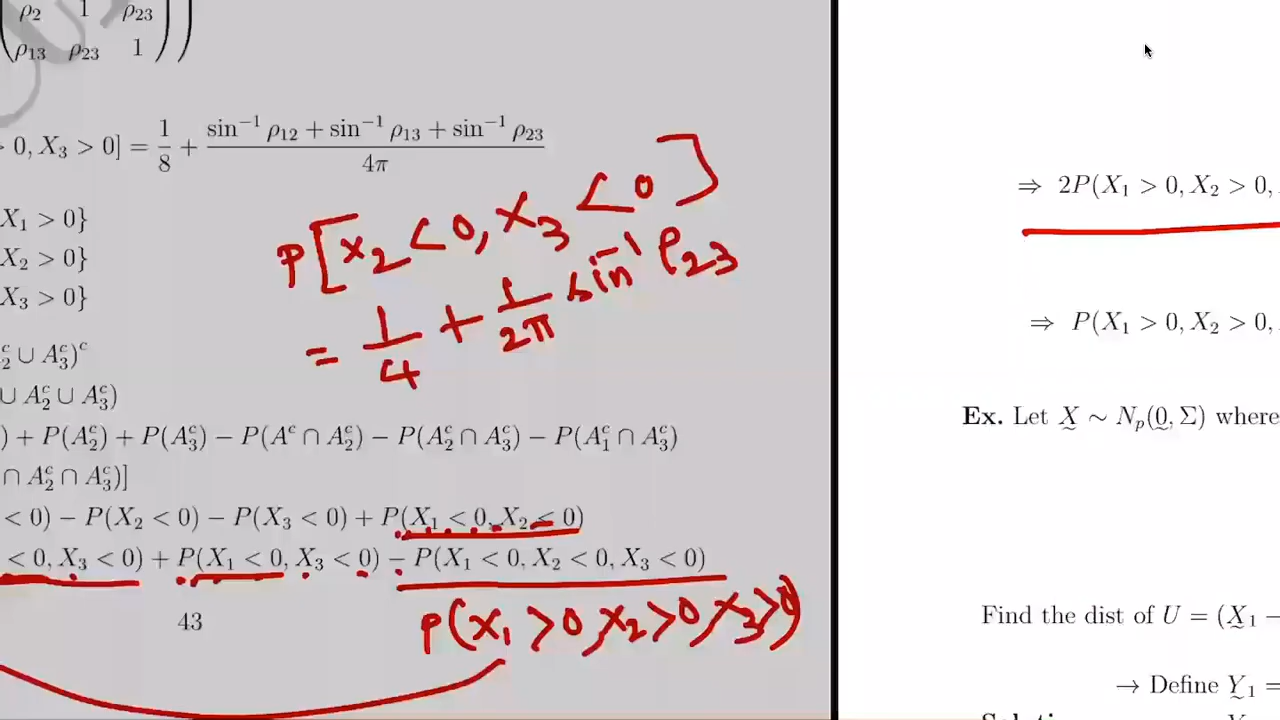 ρ2 1 ρ23
ρ13 ρ23 1
> 0, X3 > 0] = 1/8 + (sin⁻¹ ρ12 + sin⁻¹ ρ13 + sin⁻¹ ρ23)/4π
X1 > 0}
X2 > 0}
X3 > 0}
P[X2 < 0, X3 < 0]
= 1/4 + 1/2π sin⁻¹ ρ23
ᶜ2 ∪ Aᶜ3)ᶜ
∪ Aᶜ2 ∪ Aᶜ3)
) + P(Aᶜ2) + P(Aᶜ3) − P(Aᶜ ∩ Aᶜ2) − P(Aᶜ2 ∩ Aᶜ3) − P(Aᶜ1 ∩ Aᶜ3)
∩ Aᶜ2 ∩ Aᶜ3)]
< 0) − P(X2 < 0) − P(X3 < 0) + P(X1 < 0, X2 < 0)
< 0, X3 < 0) + P(X1 < 0, X3 < 0) − P(X1 < 0, X2 < 0, X3 < 0)
P(X1 > 0, X2 > 0, X3 > 0)
43
⇒ 2P(X1 > 0, X2 > 0,
⇒ P(X1 > 0, X2 > 0,
Ex. Let X ~ Np(0, Σ) where
Find the dist of U = (X1 −
→ Define Y1 =